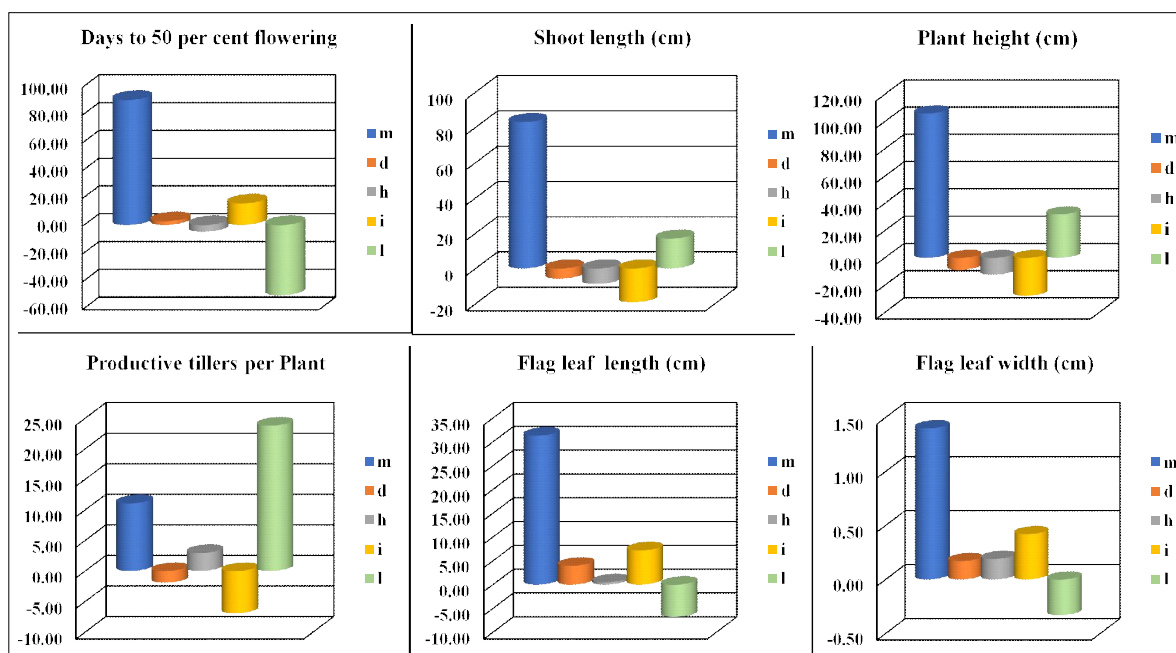 Days to 50 per cent flowering
100.00
80.00
60.00
40.00
20.00
0.00
-20.00
-40.00
-60.00
m
d
h
i
l
Shoot length (cm)
100
80
60
40
20
0
-20
m
d
h
i
l
Plant height (cm)
120.00
100.00
80.00
60.00
40.00
20.00
0.00
-20.00
-40.00
m
d
h
i
l
Productive tillers per Plant
25.00
20.00
15.00
10.00
5.00
0.00
-5.00
-10.00
m
d
h
i
l
Flag leaf length (cm)
35.00
30.00
25.00
20.00
15.00
10.00
5.00
0.00
-5.00
-10.00
m
d
h
i
l
Flag leaf width (cm)
1.50
1.00
0.50
0.00
-0.50
m
d
h
i
l